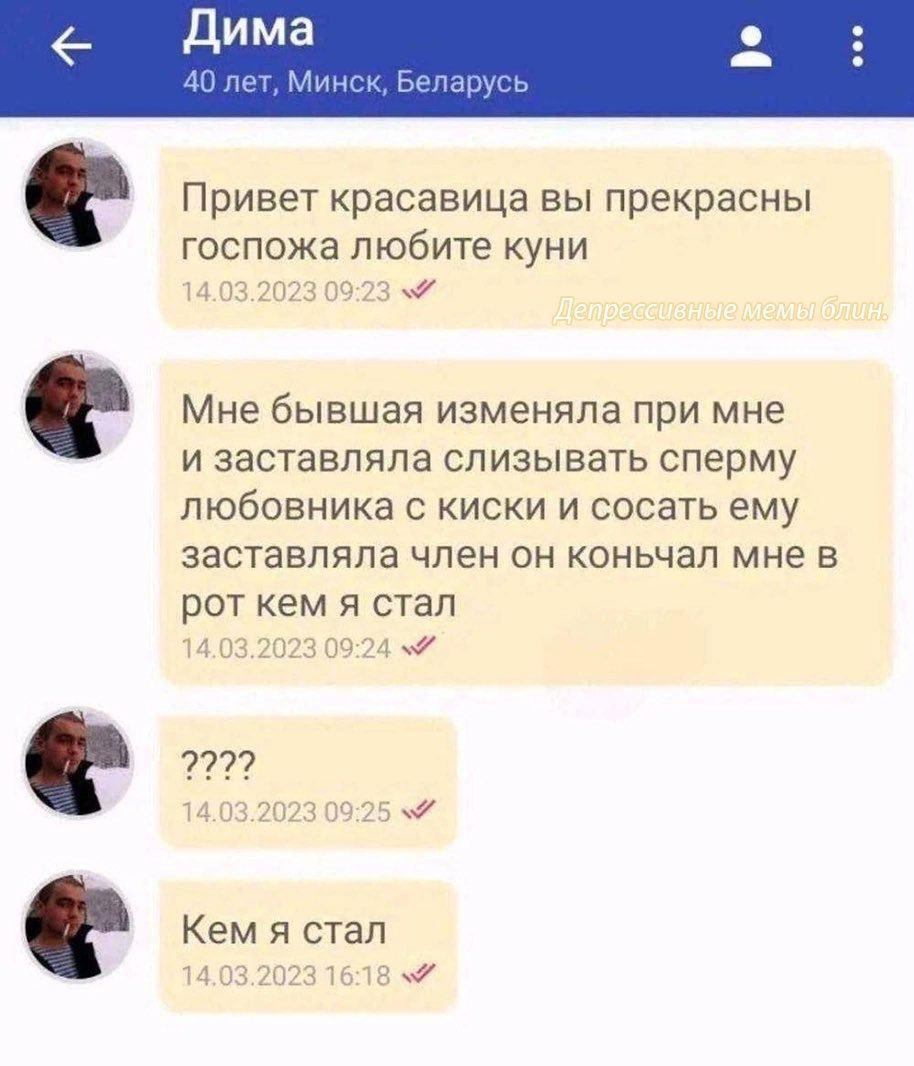 Дима
40 лет, Минск, Беларусь
Привет красавица вы прекрасны
госпожа любите куни
14.03.2023 09:23
Депрессивные мемы блин.
Мне бывшая изменяла при мне
и заставляла слизывать сперму
любовника с киски и сосать ему
заставляла член он коньчал мне в
рот кем я стал
14.03.2023 09:24
????
14.03.2023 09:25
Кем я стал
14.03.2023 16:18